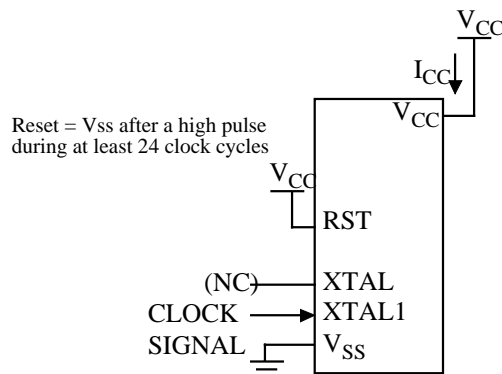 VCC
ICC
VCC
Reset = Vss after a high pulse
during at least 24 clock cycles
VCC
RST
(NC) XTAL
CLOCK XTAL1
SIGNAL VSS